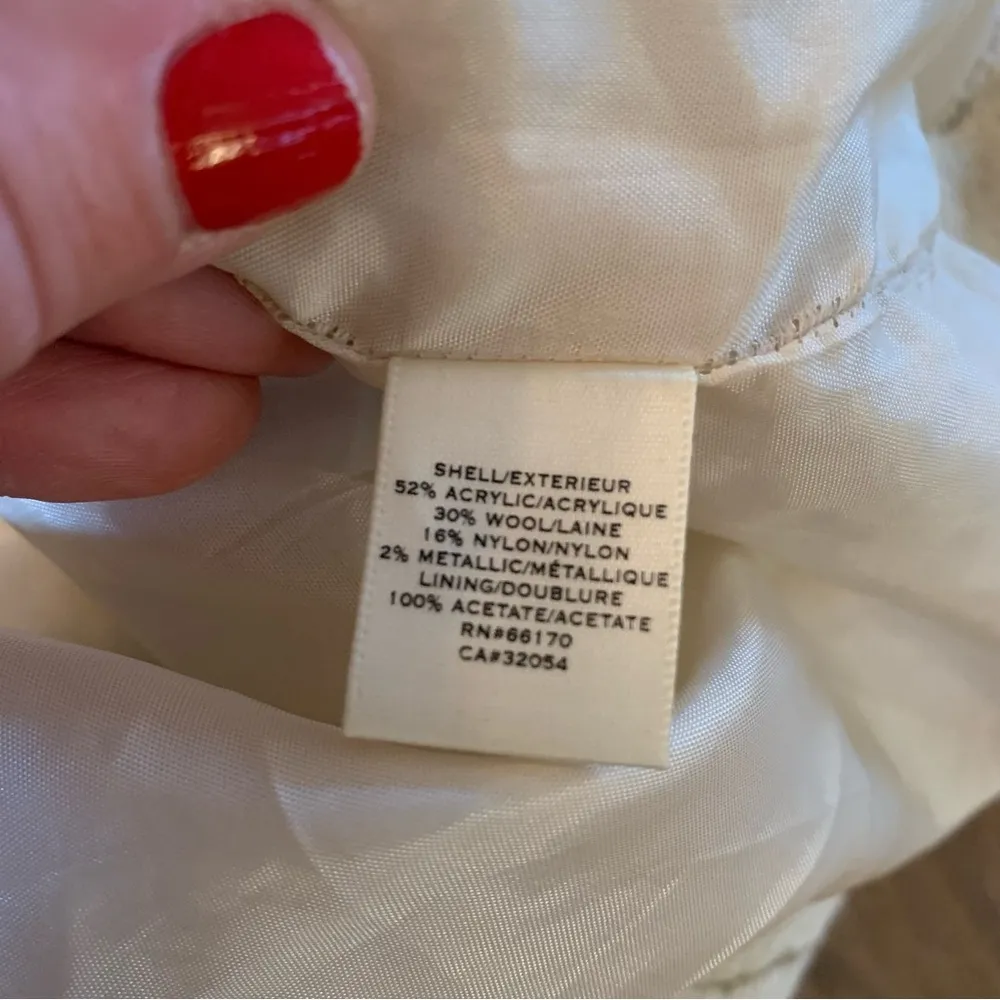 SHELL/EXTERIEUR
52% ACRYLIC/ACRYLIQUE
30% WOOL/LAINE
16% NYLON/NYLON
2% METALLIC/MÉTALLIQUE
LINING/DOUBLURE
100% ACETATE/ACETATE
RN#66170
CA#32054